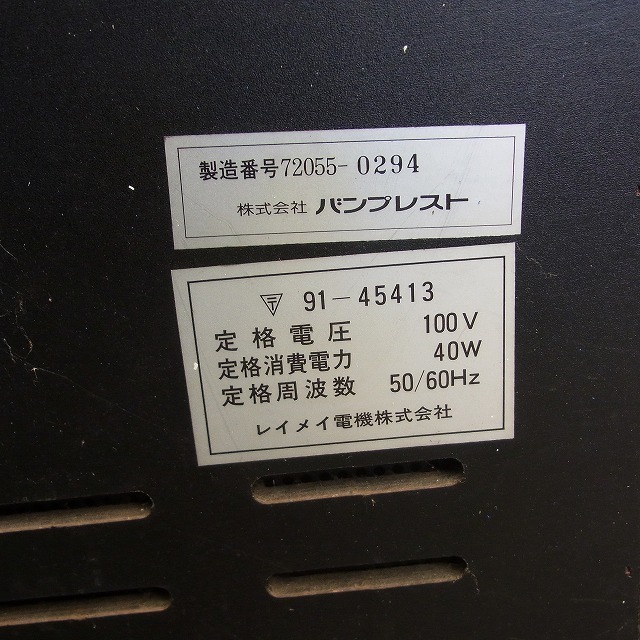 製造番号72055-0294
株式会社 バンプレスト
〒 91-45413
定格電圧 100V
定格消費電力 40W
定格周波数 50/60Hz
レイメイ電機株式会社